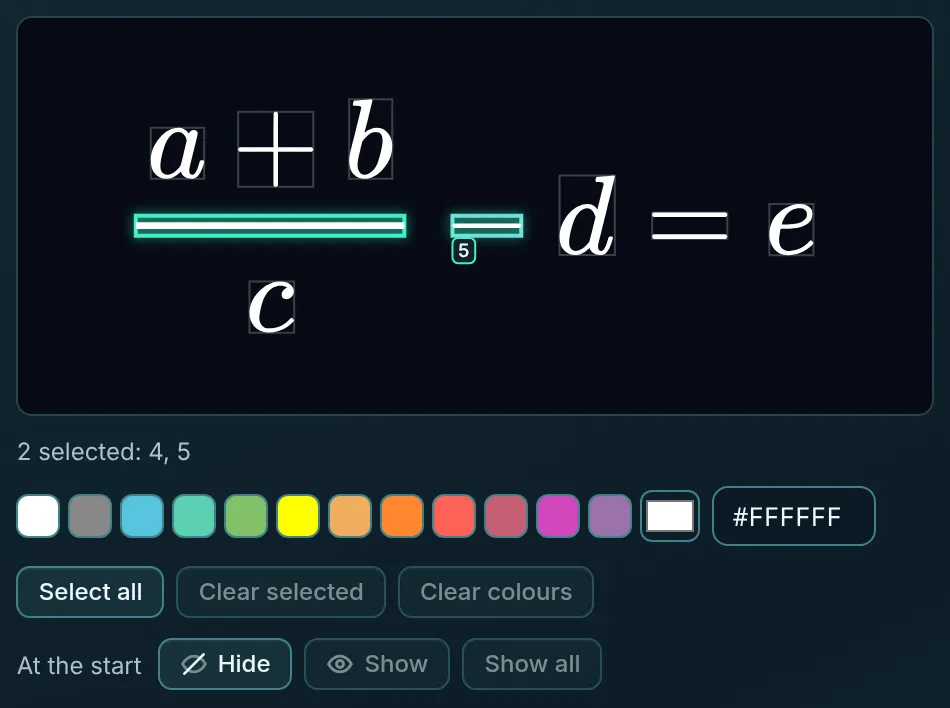 a + b
——— − d = e
c
5
2 selected: 4, 5
#FFFFFF
Select all Clear selected Clear colours
At the start Hide Show Show all